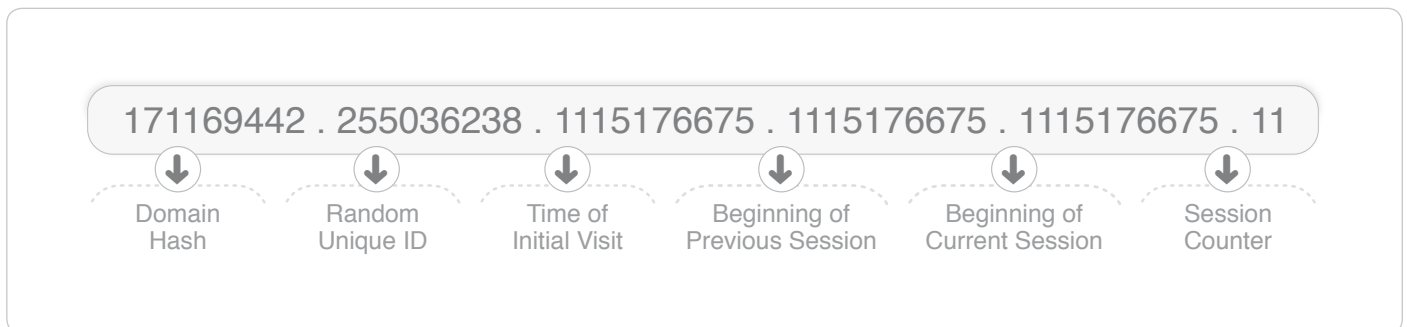 171169442 . 255036238 . 1115176675 . 1115176675 . 1115176675 . 11
Domain
Hash
Random
Unique ID
Time of
Initial Visit
Beginning of
Previous Session
Beginning of
Current Session
Session
Counter